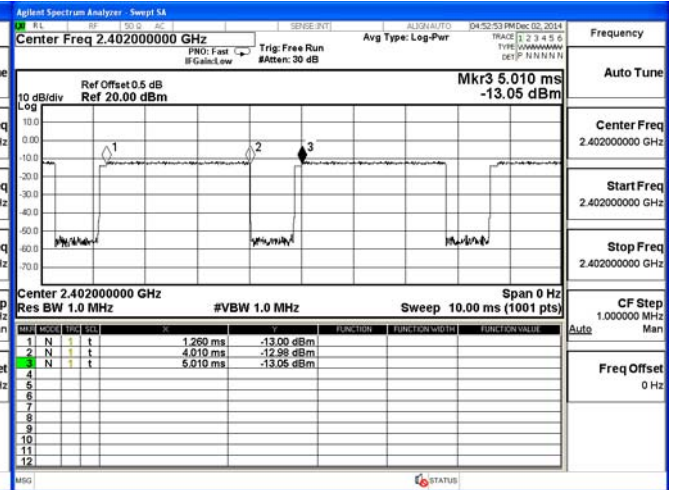 Agilent Spectrum Analyzer - Swept SA
RL RF 50 Ω AC SENSE:INT ALIGN AUTO 04:52:53 PM Dec 02, 2014
Center Freq 2.402000000 GHz
PNO: Fast
IFGain:Low
Trig: Free Run
#Atten: 30 dB
Avg Type: Log-Pwr
TRACE 1 2 3 4 5 6
TYPE
DET P N N N N N
Frequency
Ref Offset 0.5 dB
10 dB/div Ref 20.00 dBm
Log
Mkr3 5.010 ms
-13.05 dBm
10.0
0.00
-10.0
-20.0
-30.0
-40.0
-50.0
-60.0
-70.0
1
2
3
Center 2.402000000 GHz
Res BW 1.0 MHz
#VBW 1.0 MHz
Span 0 Hz
Sweep 10.00 ms (1001 pts)
MKR MODE TRC SCL X Y FUNCTION FUNCTION WIDTH FUNCTION VALUE
1 N 1 t 1.260 ms -13.00 dBm
2 N 1 t 4.010 ms -12.98 dBm
3 N 1 t 5.010 ms -13.05 dBm
4
5
6
7
8
9
10
11
12
MSG
STATUS
Auto Tune
Center Freq
2.402000000 GHz
Start Freq
2.402000000 GHz
Stop Freq
2.402000000 GHz
CF Step
1.000000 MHz
Auto Man
Freq Offset
0 Hz